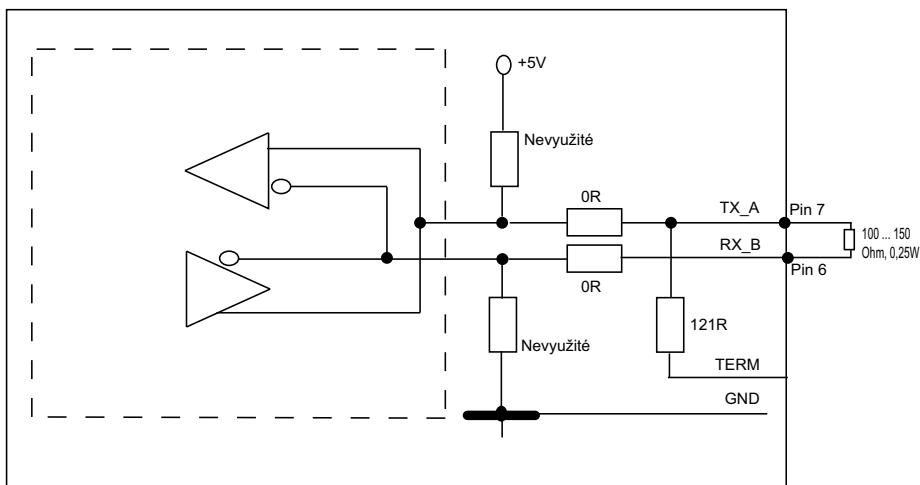 +5V
Nevyužité
0R
TX_A
Pin 7
RX_B
100 ... 150
Ohm, 0,25W
Pin 6
0R
121R
Nevyužité
TERM
GND